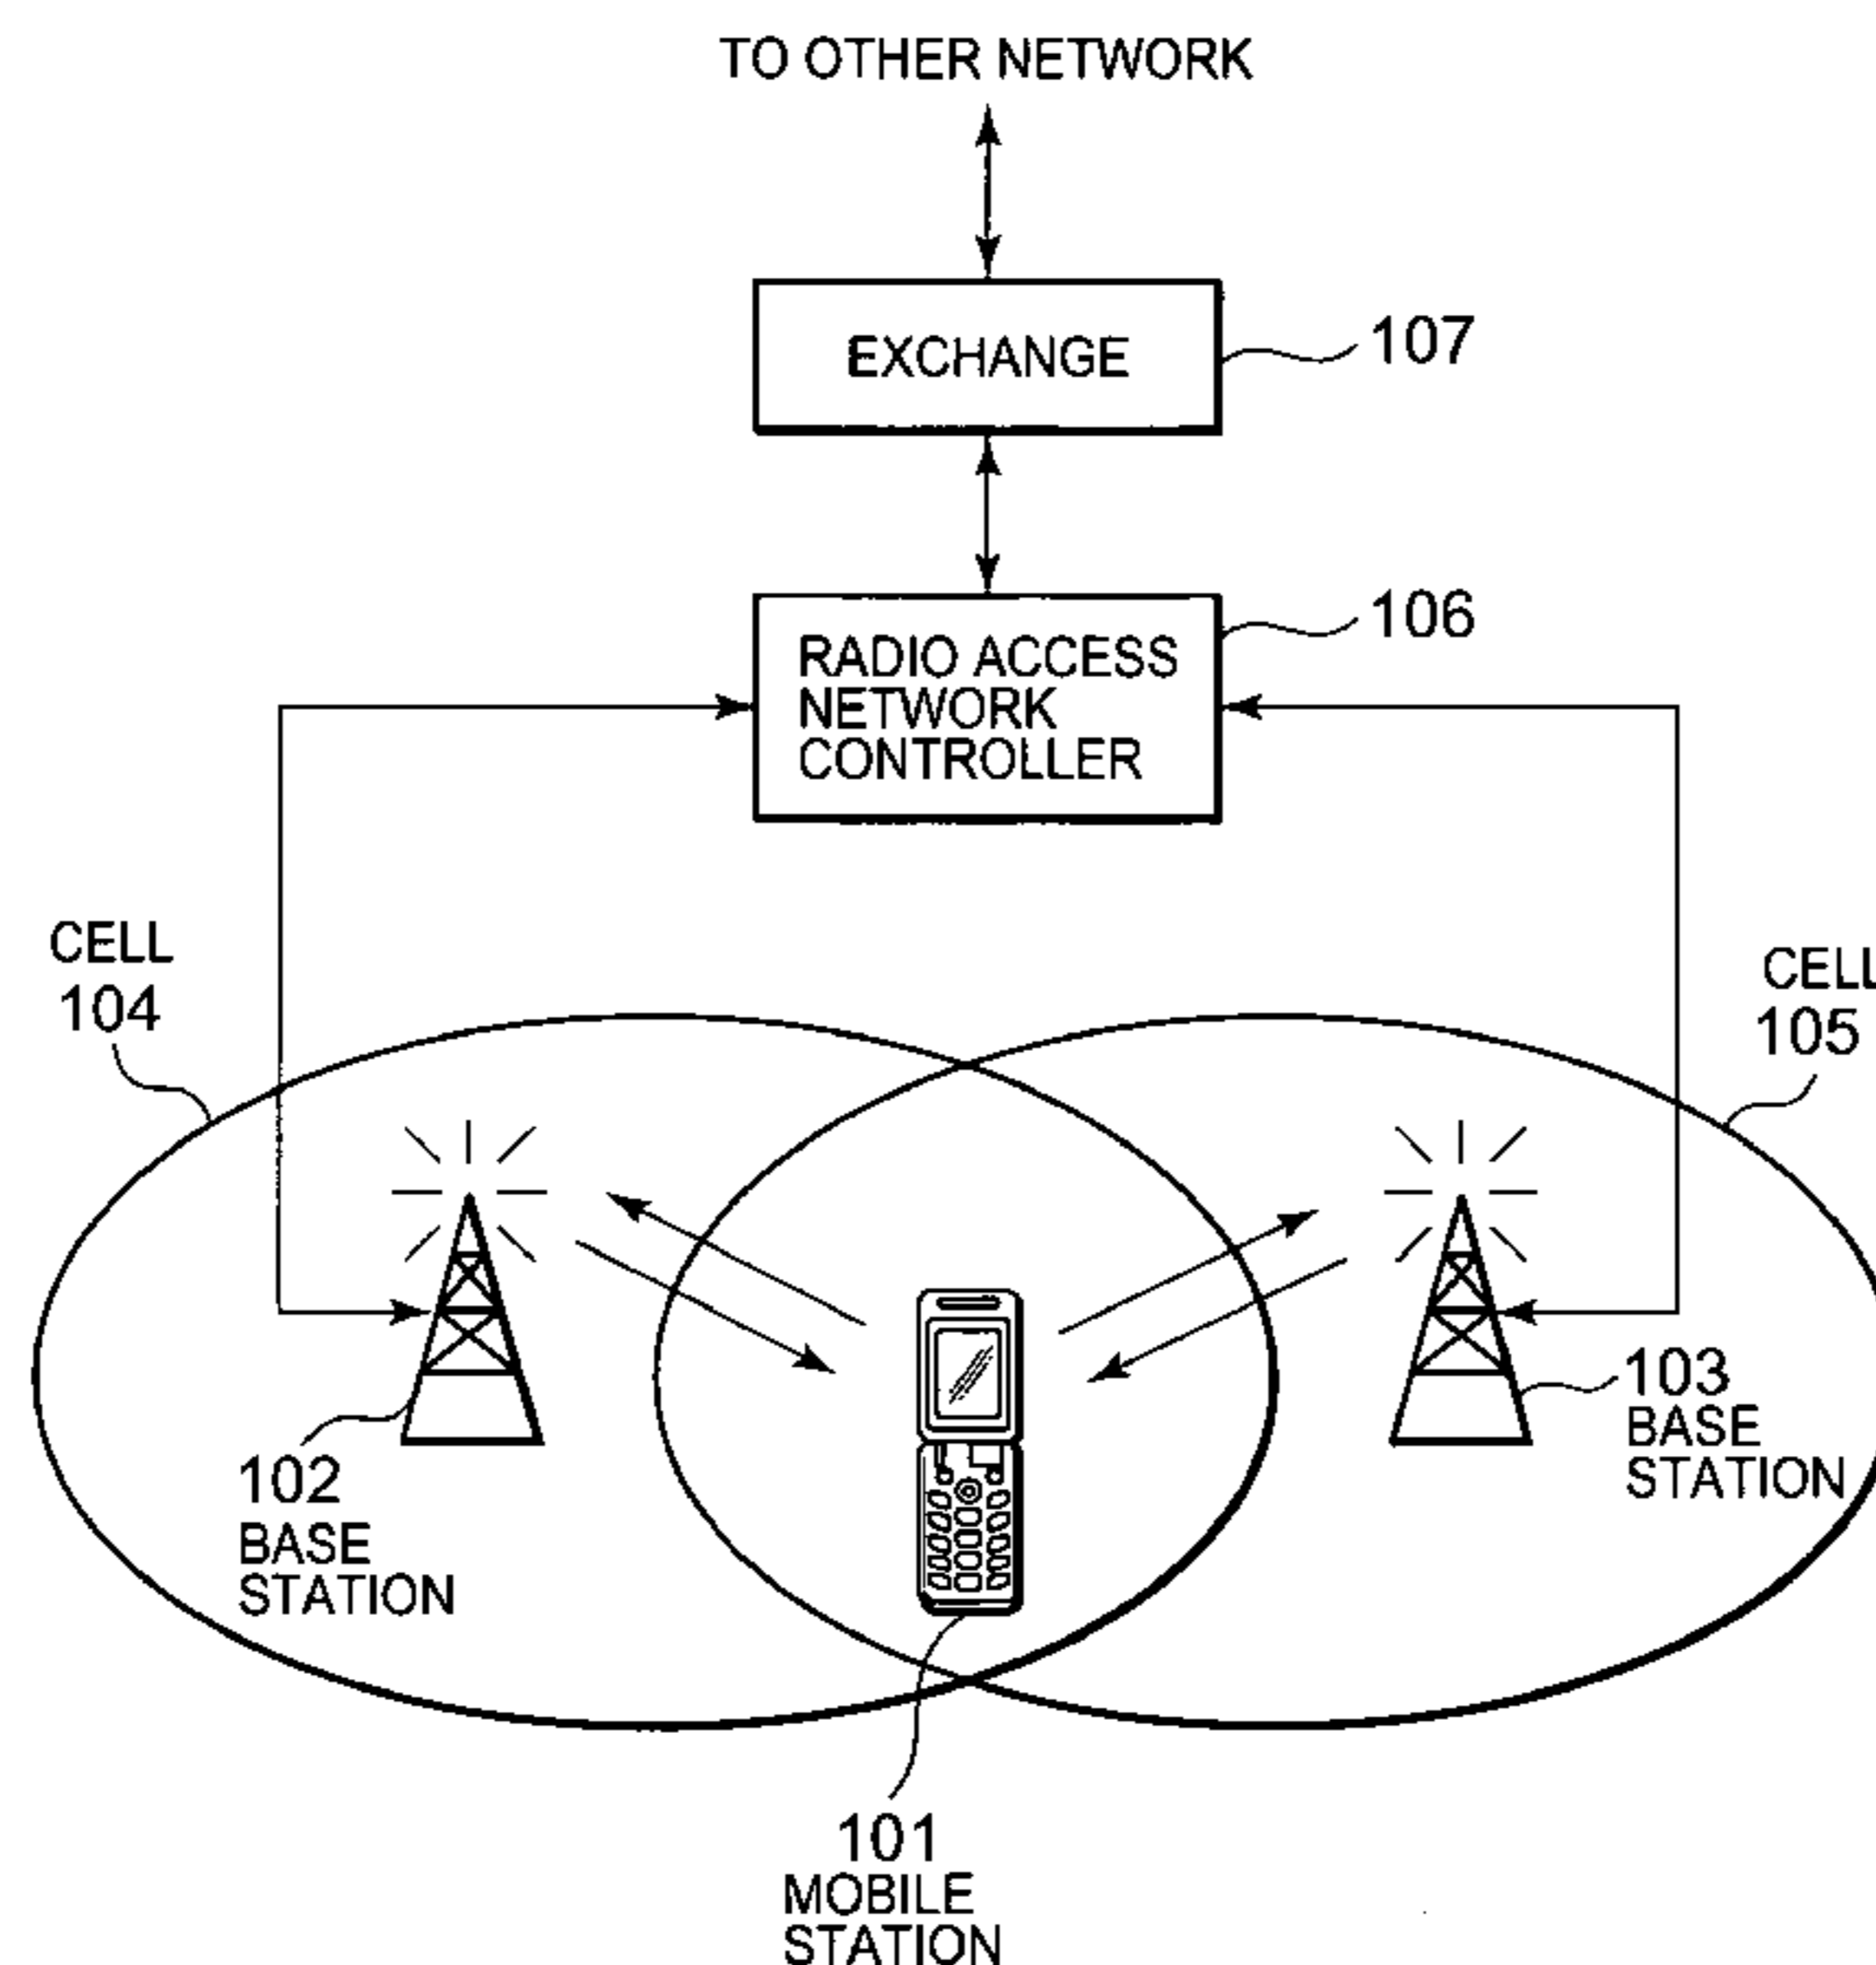 TO OTHER NETWORK
EXCHANGE
107
106
RADIO ACCESS
NETWORK
CONTROLLER
CELL
104
CELL
105
103
BASE
STATION
102
BASE
STATION
101
MOBILE
STATION